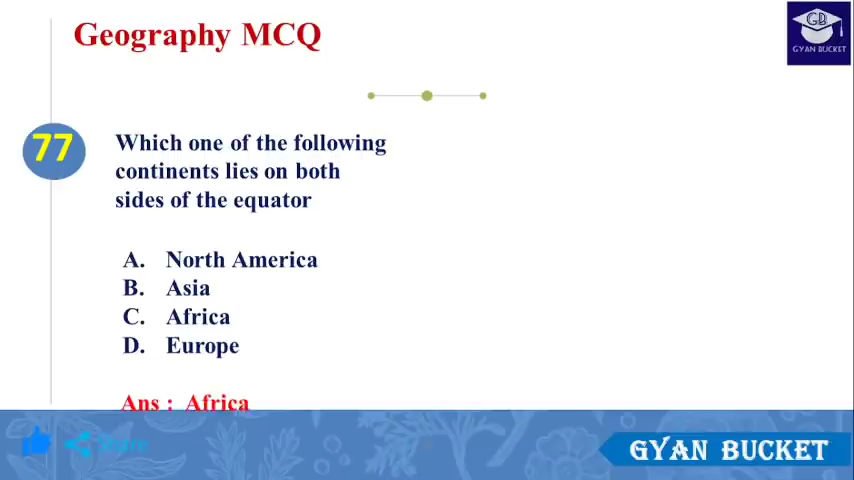 Geography MCQ
GB
GYAN BUCKET
77
Which one of the following
continents lies on both
sides of the equator
A. North America
B. Asia
C. Africa
D. Europe
Ans : Africa
Share
GYAN BUCKET